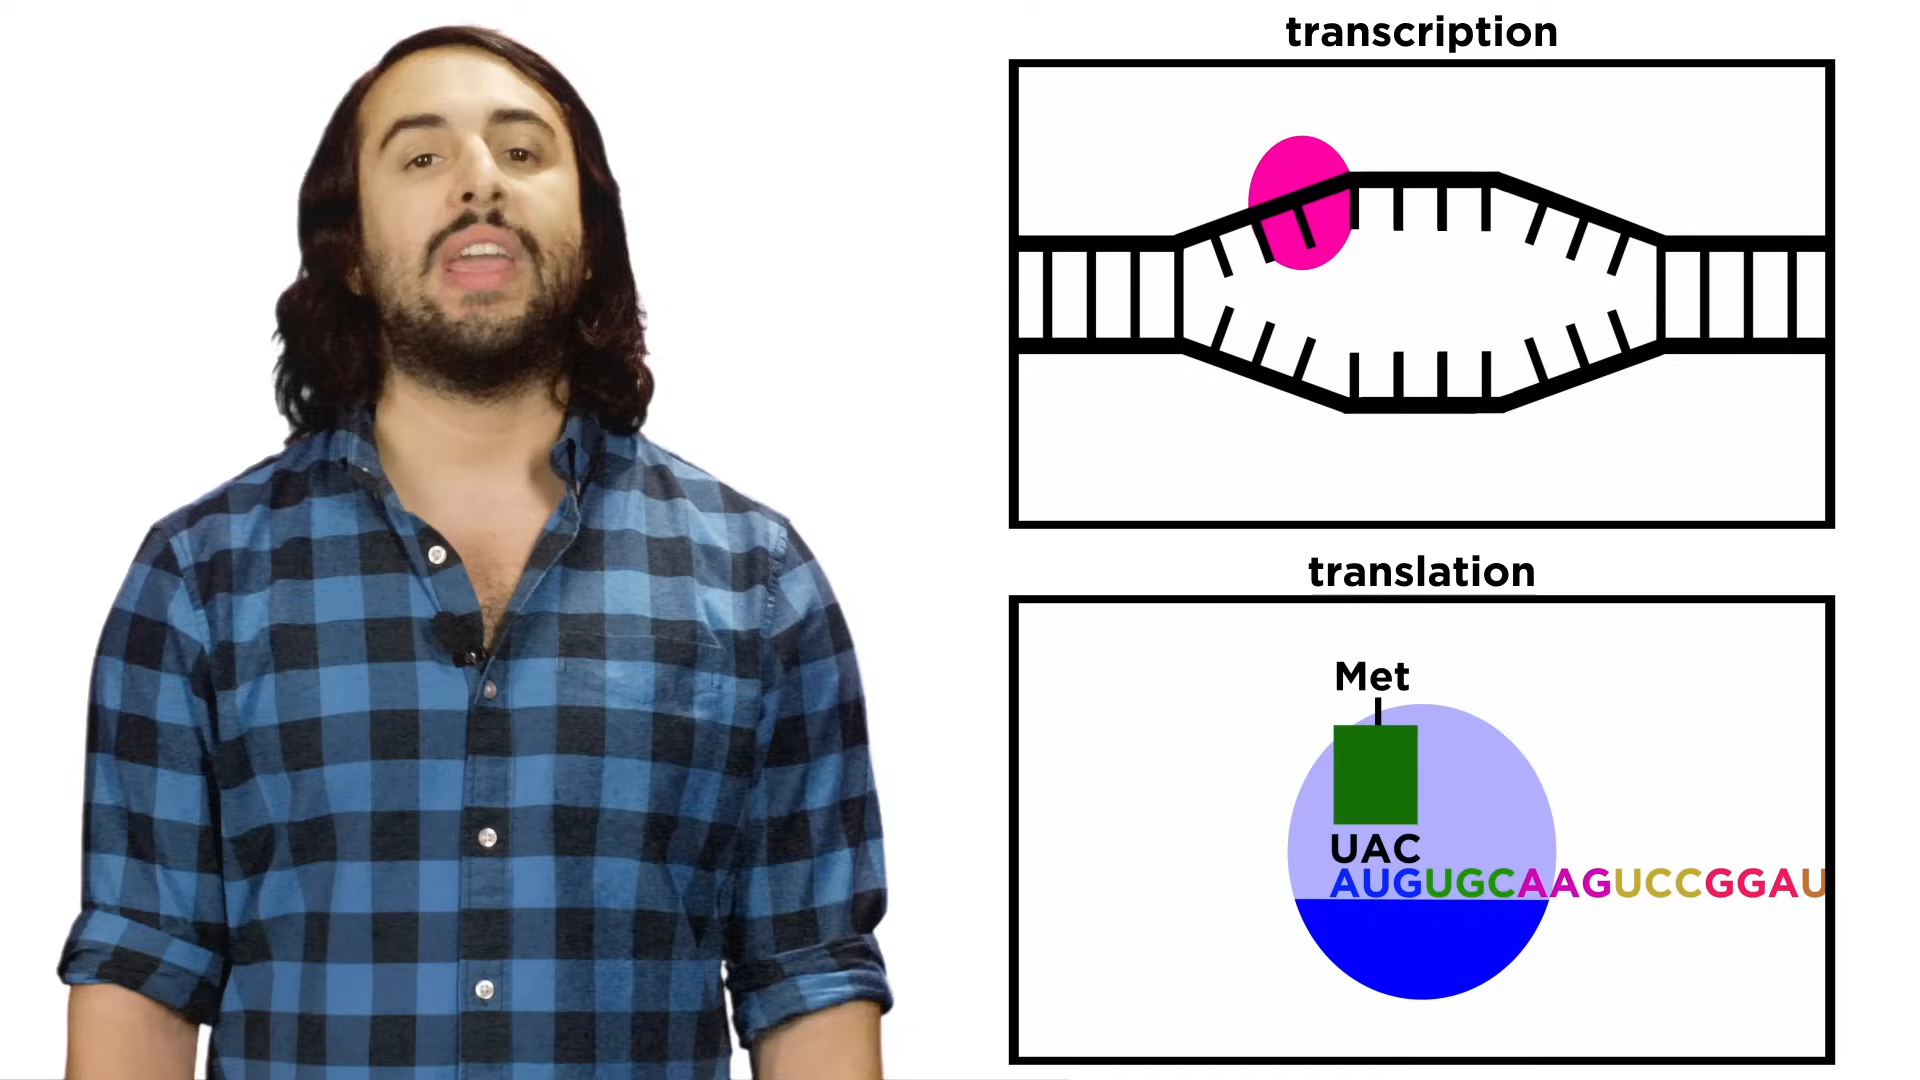 transcription
translation
Met
UAC
AUGUGCAAGUCCGGAU